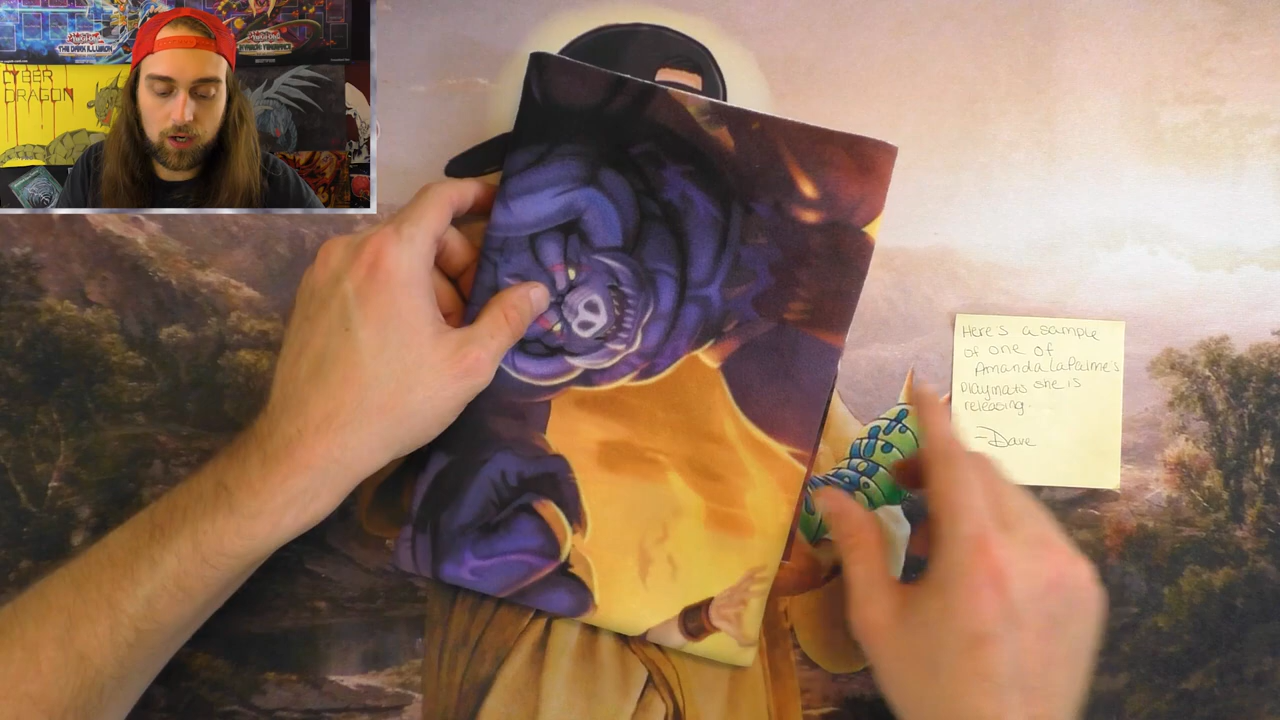 THE DARK ILLUSION
CYBER
DRAGON
Here's a sample
of one of
Amanda LaPalme's
Playmats she is
releasing.
-Dave